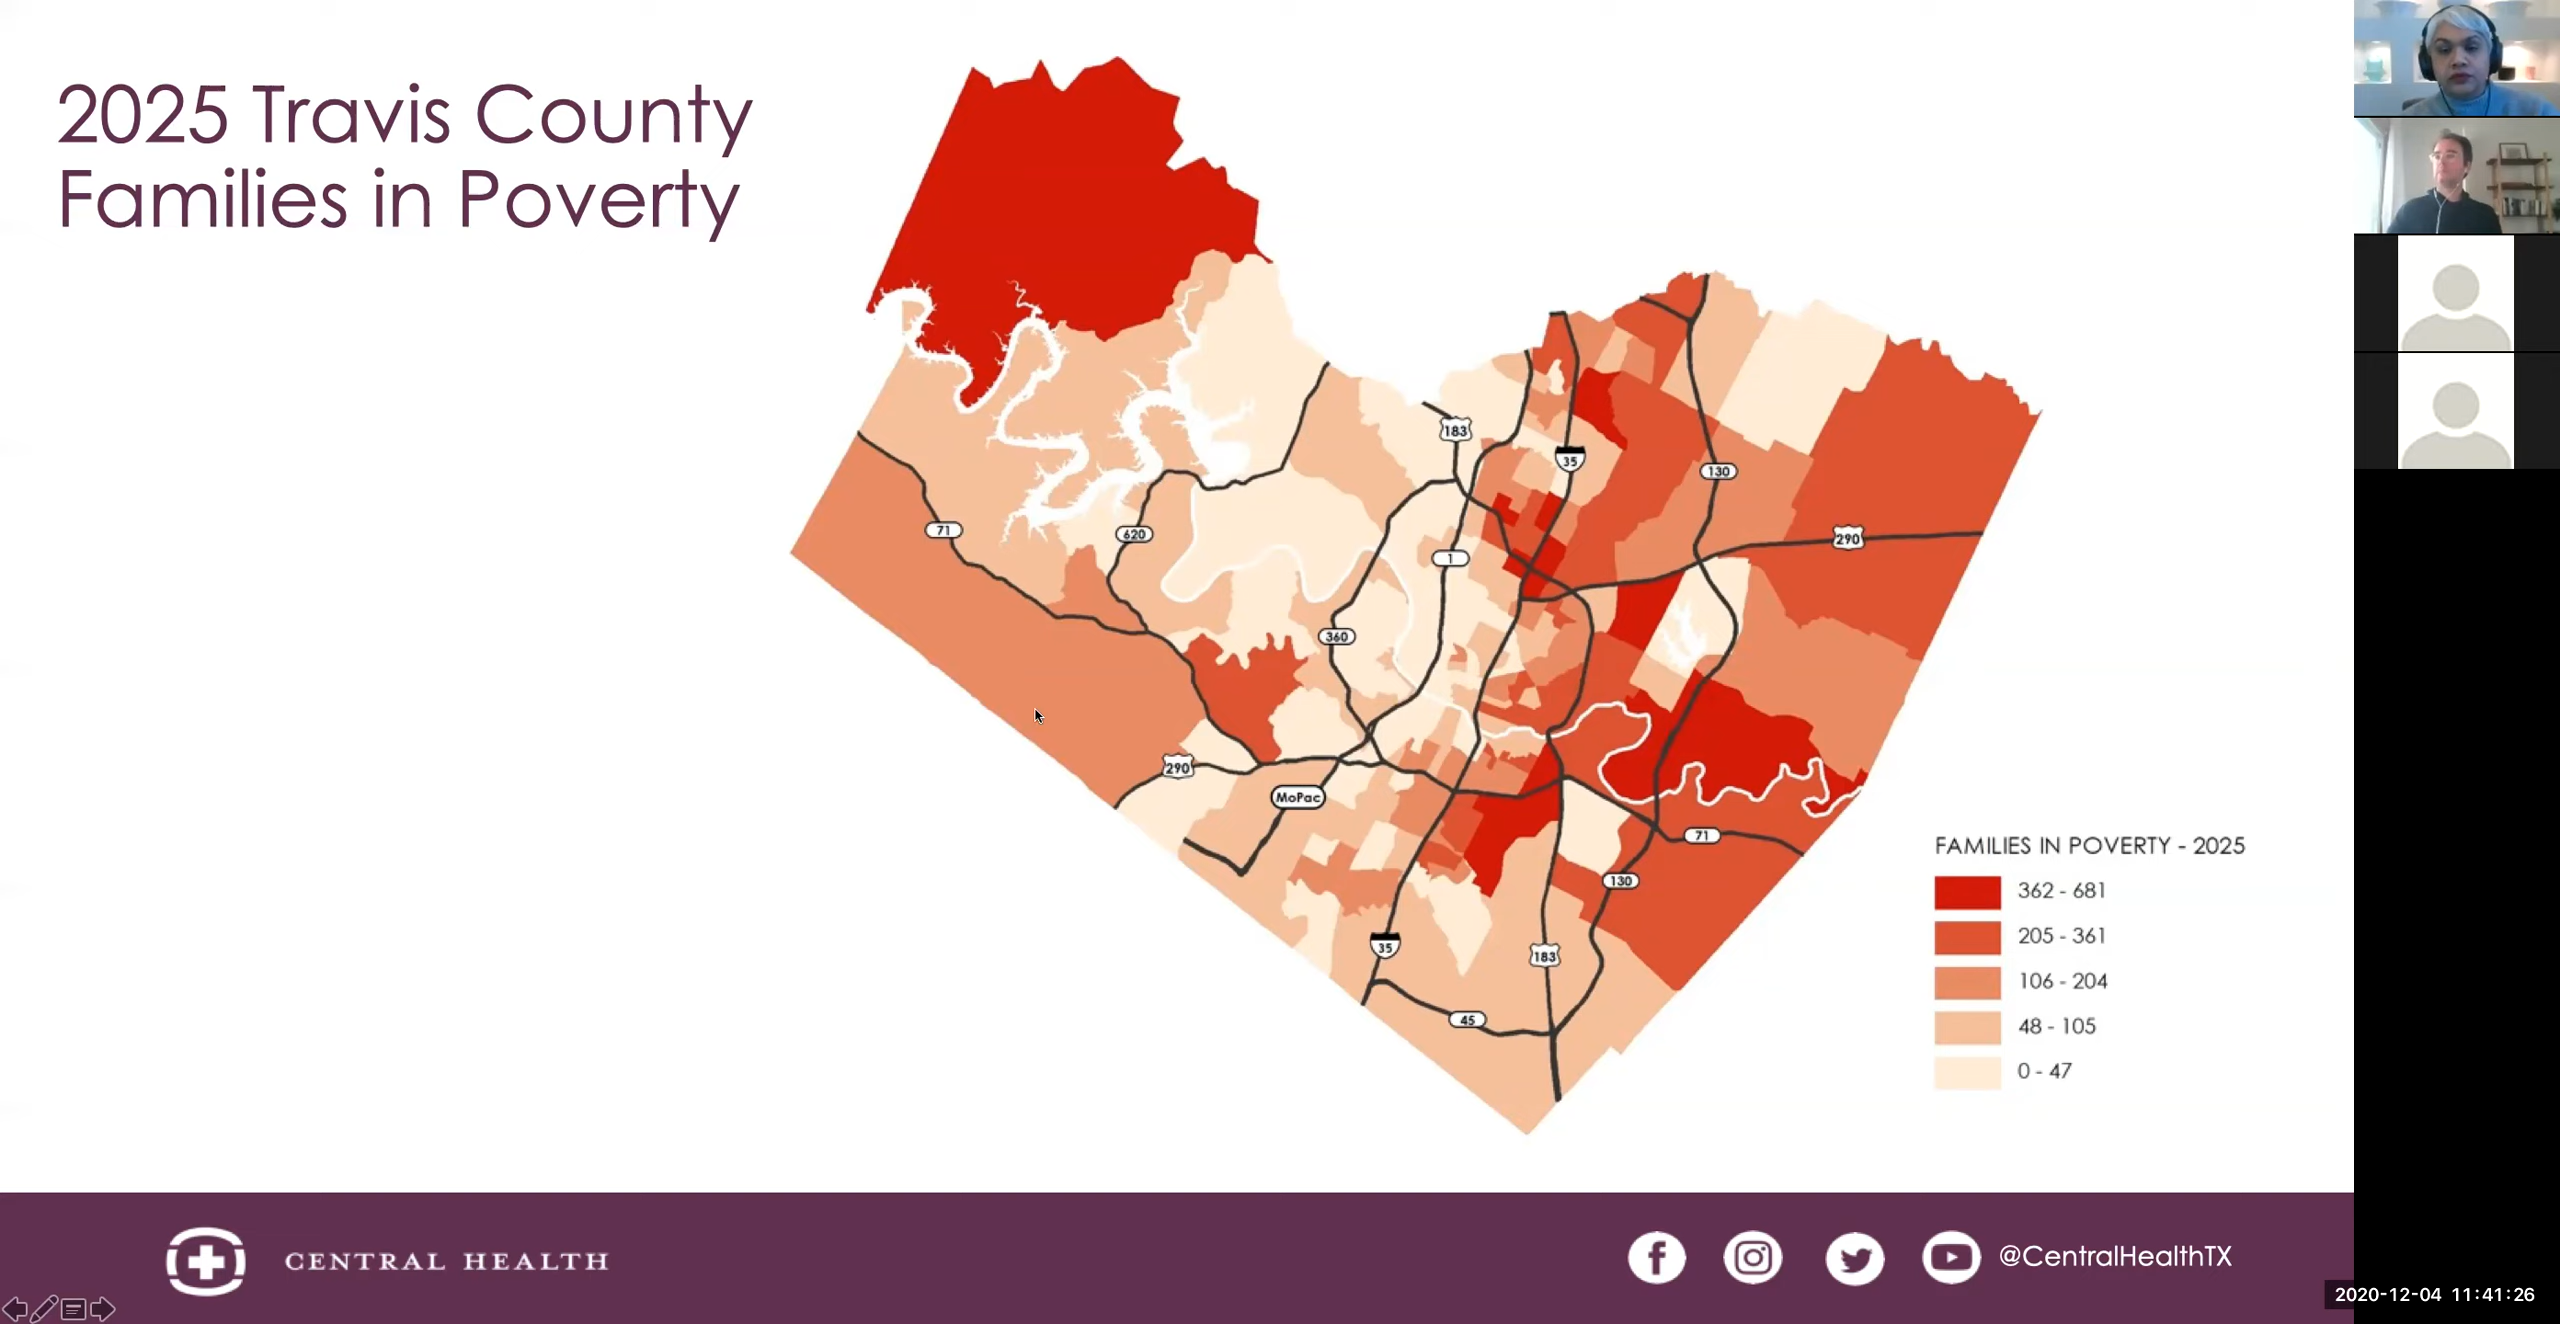 2025 Travis County
Families in Poverty
183
35
130
71
620
290
1
360
290
MoPac
71
130
35
183
45
FAMILIES IN POVERTY - 2025
362 - 681
205 - 361
106 - 204
48 - 105
0 - 47
CENTRAL HEALTH
@CentralHealthTX
2020-12-04 11:41:26